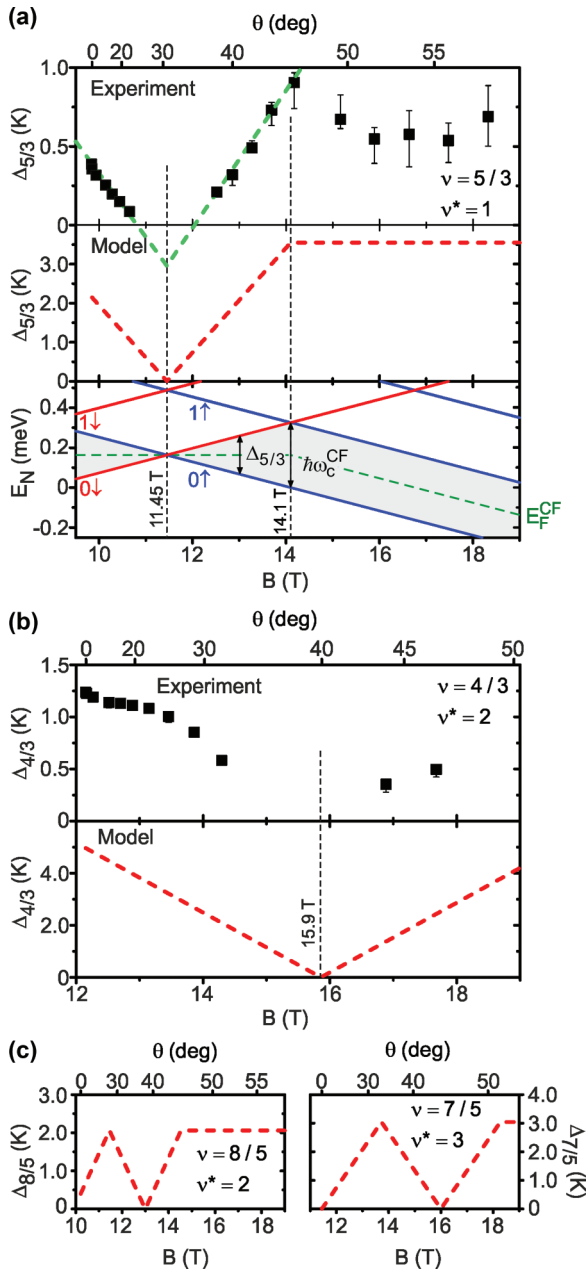 (a)
θ (deg)
0 20 30 40 50 55
1.0
Experiment
Δ5/3 (K)
0.5
ν = 5 / 3
ν* = 1
0
Model
Δ5/3 (K)
3.0
2.0
1.0
0
EN (meV)
0.4
0.2
0
-0.2
1↓
1↑
0↓
0↑
11.45 T
Δ5/3
ħωcCF
14.1 T
EFCF
10 12 14 16 18
B (T)
(b)
θ (deg)
0 20 30 40 44 50
1.5
Experiment
ν = 4 / 3
ν* = 2
Δ4/3 (K)
1.0
0.5
0
Model
Δ4/3 (K)
4.0
2.0
0
15.9 T
12 14 16 18
B (T)
(c)
θ (deg)
0 30 40 50 55
3.0
Δ8/5 (K)
2.0
1.0
0
ν = 8 / 5
ν* = 2
10 12 14 16 18
B (T)
θ (deg)
0 30 40 50
ν = 7 / 5
ν* = 3
4.0
3.0
2.0
1.0
0
Δ7/5 (K)
12 14 16 18
B (T)